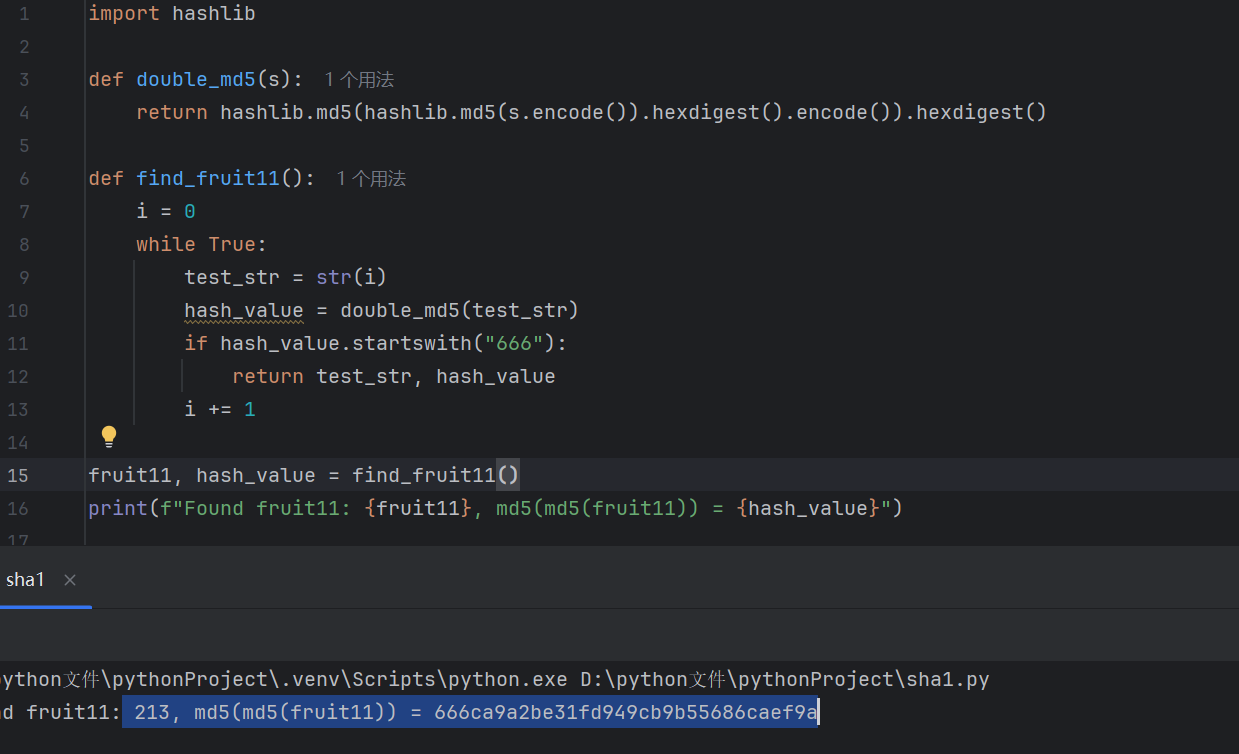 1 import hashlib
2
3 def double_md5(s): 1 个用法
4 return hashlib.md5(hashlib.md5(s.encode()).hexdigest().encode()).hexdigest()
5
6 def find_fruit11(): 1 个用法
7 i = 0
8 while True:
9 test_str = str(i)
10 hash_value = double_md5(test_str)
11 if hash_value.startswith("666"):
12 return test_str, hash_value
13 i += 1
14
15 fruit11, hash_value = find_fruit11()
16 print(f"Found fruit11: {fruit11}, md5(md5(fruit11)) = {hash_value}")
17
sha1 ×
ython文件\pythonProject\.venv\Scripts\python.exe D:\python文件\pythonProject\sha1.py
d fruit11: 213, md5(md5(fruit11)) = 666ca9a2be31fd949cb9b55686caef9a